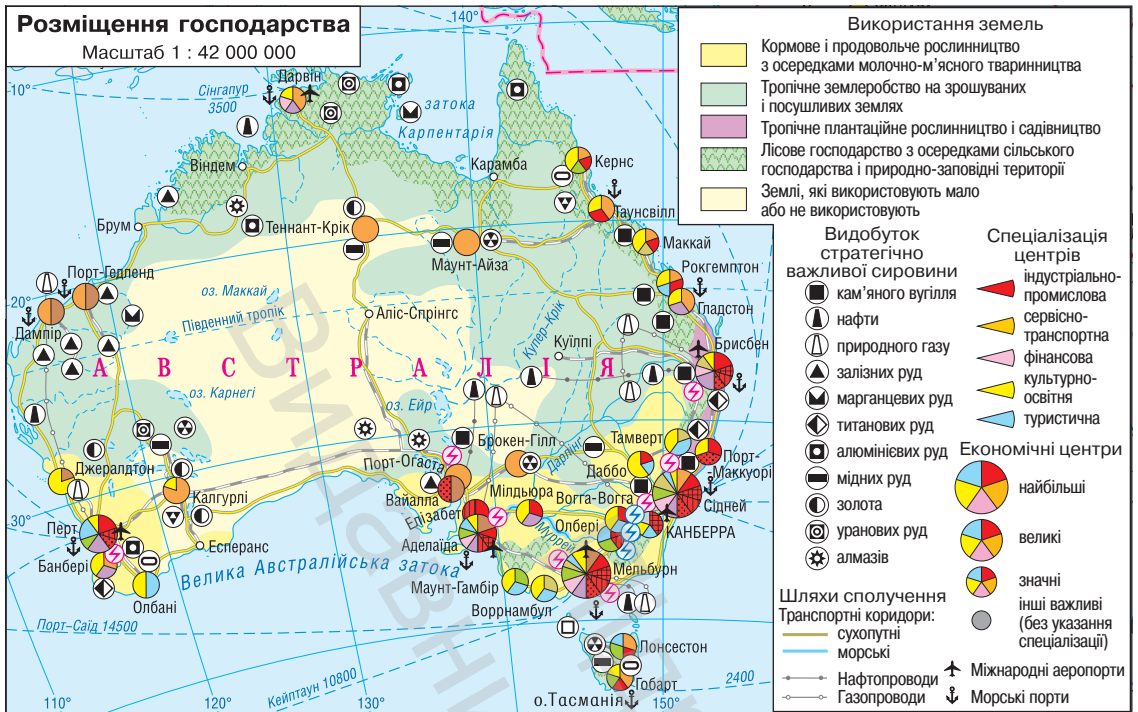 Розміщення господарства
Масштаб 1 : 42 000 000
Використання земель
Кормове і продовольче рослинництво
з осередками молочно-м’ясного тваринництва
Тропічне землеробство на зрошуваних
і посушливих землях
Тропічне плантаційне рослинництво і садівництво
Лісове господарство з осередками сільського
господарства і природно-заповідні території
Землі, які використовують мало
або не використовують
Видобуток
стратегічно
важливої сировини
кам’яного вугілля
нафти
природного газу
залізних руд
марганцевих руд
титанових руд
алюмінієвих руд
мідних руд
золота
уранових руд
алмазів
Спеціалізація
центрів
індустріально-
промислова
сервісно-
транспортна
фінансова
культурно-
освітня
туристична
Економічні центри
найбільші
великі
значні
інші важливі
(без указання
спеціалізації)
Шляхи сполучення
Транспортні коридори:
сухопутні
морські
Нафтопроводи
Газопроводи
Міжнародні аеропорти
Морські порти
140°
10°
Сінгапур
3500
Дарвін
затока
Карпентарія
Віндем
Карамба
Кернс
Брум
Теннант-Крік
Таунсвілл
Маунт-Айза
Маккай
Порт-Гедленд
Рокгемптон
20°
оз. Маккай
Гладстон
Дампір
Південний тропік
Аліс-Спрінгс
Купер-Крік
Куїлпі
Брисбен
АВСТРАЛІЯ
оз. Карнегі
оз. Ейр
Брокен-Гілл
Дарлінг
Тамверт
Порт-
Маккуорі
Джералдтон
Порт-Огаста
Даббо
Калгурлі
Вайалла
Мілдьюра
Вогга-Вогга
Сідней
30°
Елізабет
Олбері
Перт
Муррей
КАНБЕРРА
Есперанс
Аделаїда
Банбері
Велика Австралійська затока
Мельбурн
Маунт-Гамбір
Олбані
Воррнамбул
Порт–Саїд 14500
Лонсестон
Кейптаун 10800
Гобарт
2400
о.Тасманія
110°
120°
130°
150°